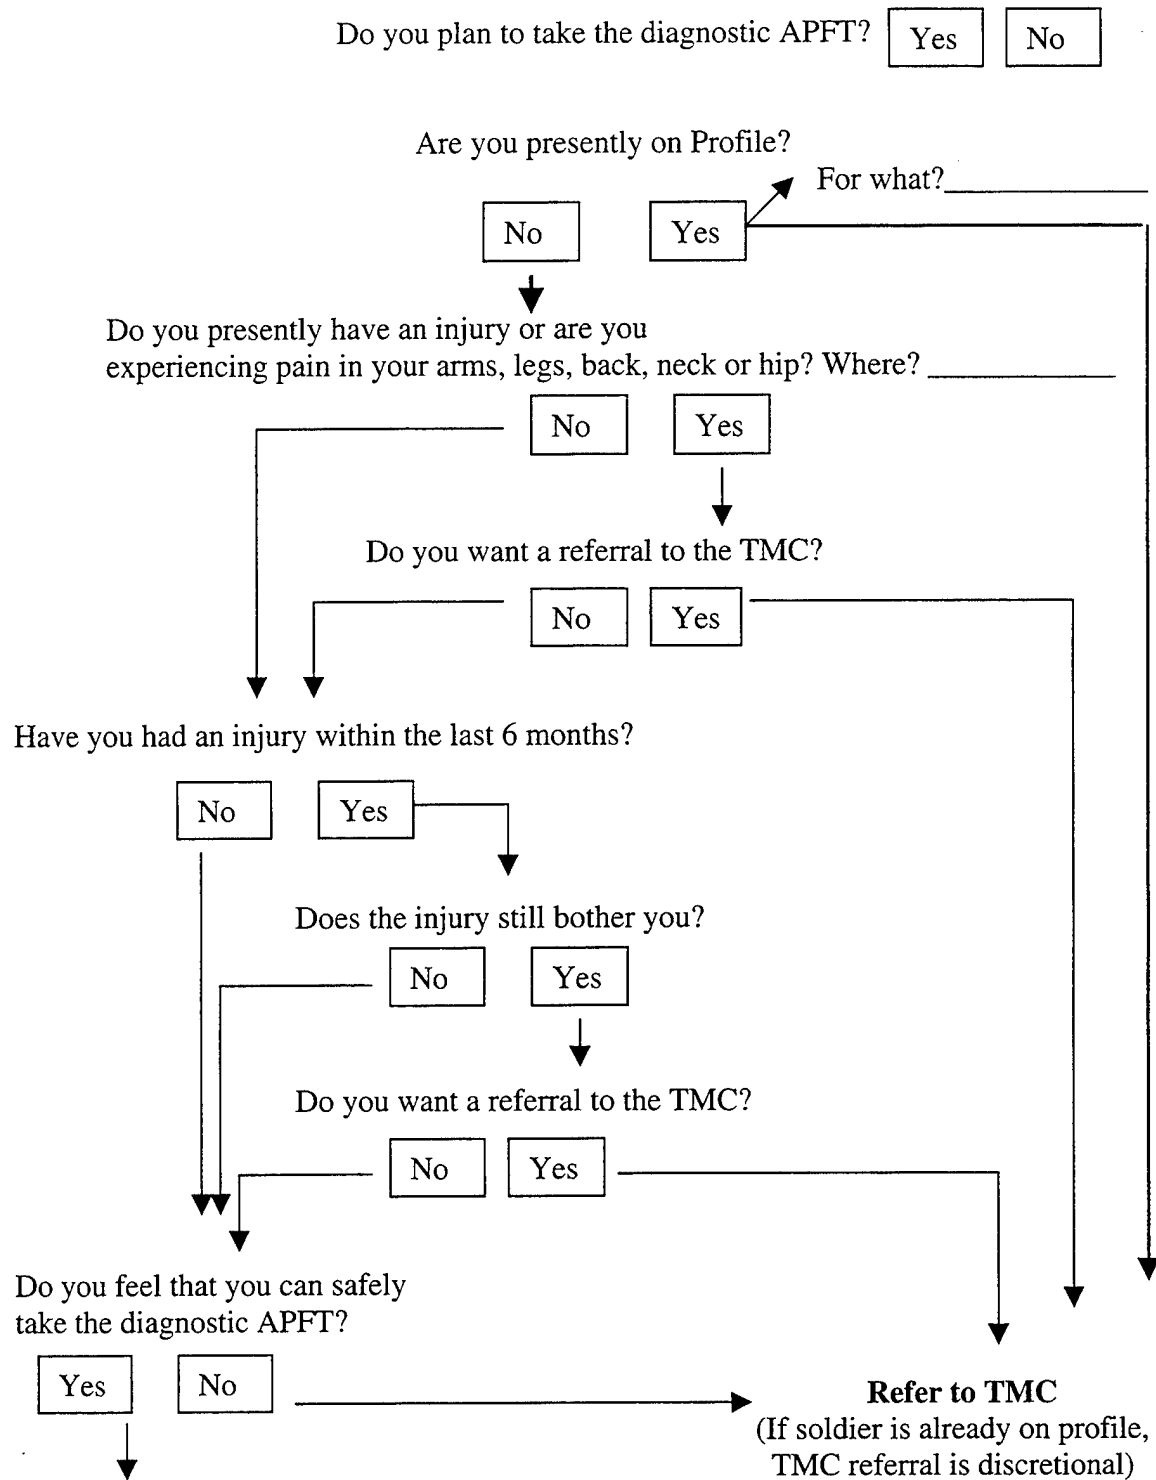 Do you plan to take the diagnostic APFT? Yes No
Are you presently on Profile?
For what?
No Yes
Do you presently have an injury or are you
experiencing pain in your arms, legs, back, neck or hip? Where?
No Yes
Do you want a referral to the TMC?
No Yes
Have you had an injury within the last 6 months?
No Yes
Does the injury still bother you?
No Yes
Do you want a referral to the TMC?
No Yes
Do you feel that you can safely
take the diagnostic APFT?
Yes No
Refer to TMC
(If soldier is already on profile,
TMC referral is discretional)